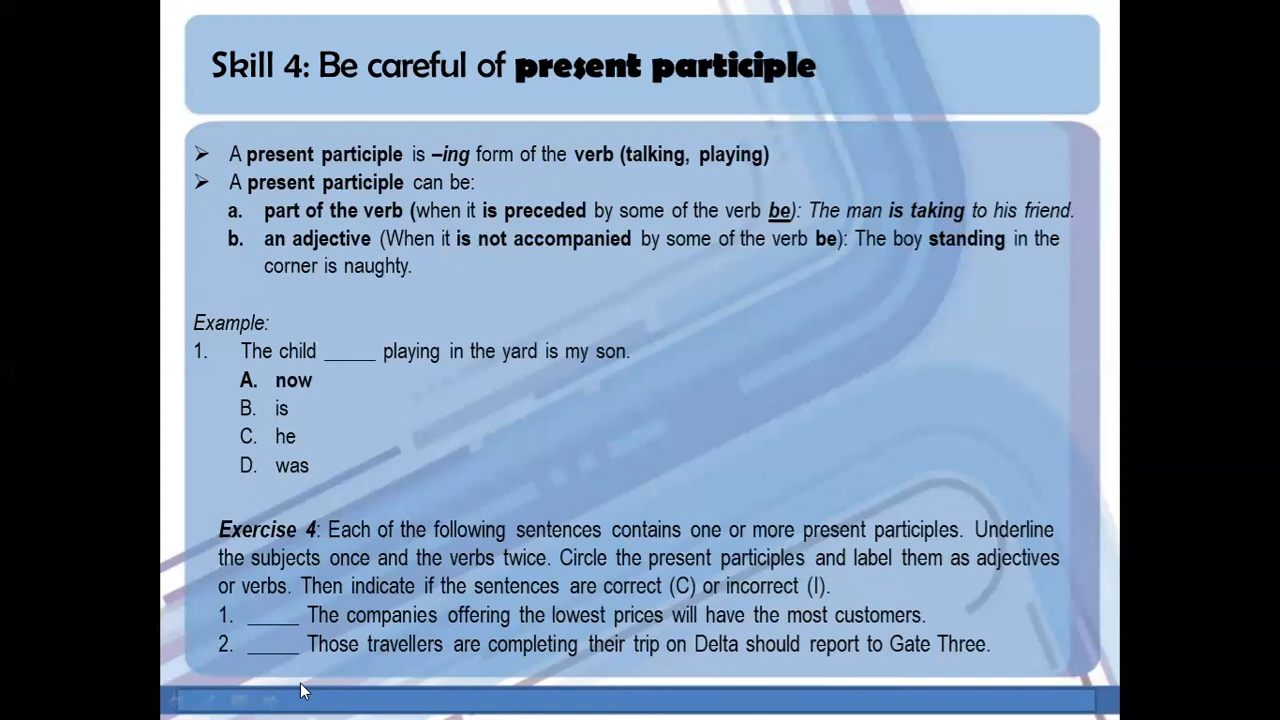 Skill 4: Be careful of present participle
➢ A present participle is –ing form of the verb (talking, playing)
➢ A present participle can be:
a. part of the verb (when it is preceded by some of the verb be): The man is taking to his friend.
b. an adjective (When it is not accompanied by some of the verb be): The boy standing in the
corner is naughty.
Example:
1. The child _____ playing in the yard is my son.
A. now
B. is
C. he
D. was
Exercise 4: Each of the following sentences contains one or more present participles. Underline
the subjects once and the verbs twice. Circle the present participles and label them as adjectives
or verbs. Then indicate if the sentences are correct (C) or incorrect (I).
1. _____ The companies offering the lowest prices will have the most customers.
2. _____ Those travellers are completing their trip on Delta should report to Gate Three.